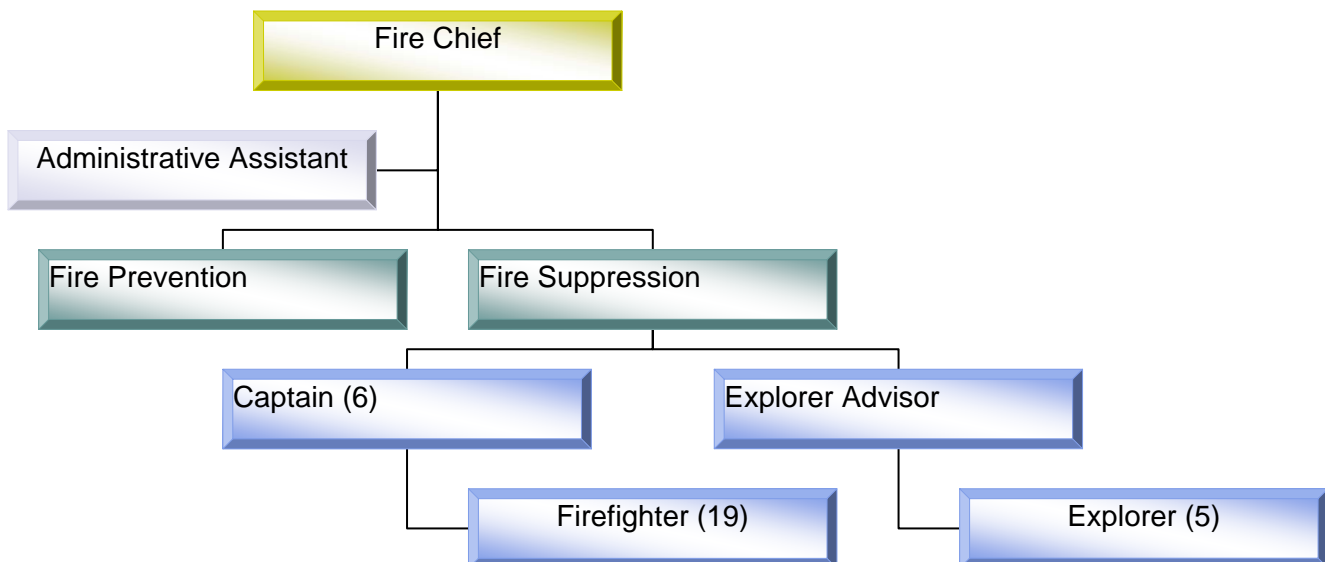 Fire Chief
Administrative Assistant
Fire Prevention
Fire Suppression
Captain (6)
Explorer Advisor
Firefighter (19)
Explorer (5)